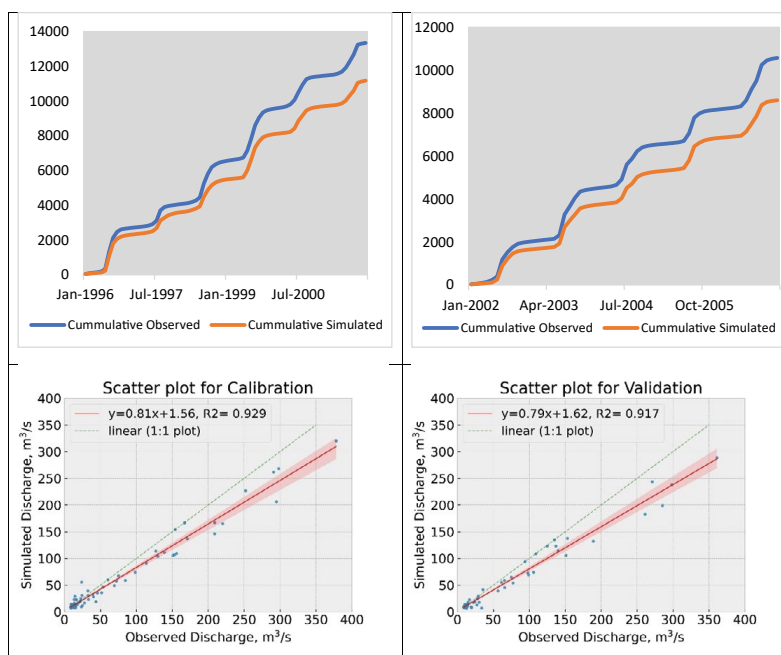 14000
12000
10000
8000
6000
4000
2000
0
Jan-1996 Jul-1997 Jan-1999 Jul-2000
Cummulative Observed Cummulative Simulated
12000
10000
8000
6000
4000
2000
0
Jan-2002 Apr-2003 Jul-2004 Oct-2005
Cummulative Observed Cummulative Simulated
Scatter plot for Calibration
y=0.81x+1.56, R2= 0.929
linear (1:1 plot)
Simulated Discharge, m³/s
400
350
300
250
200
150
100
50
0
0 50 100 150 200 250 300 350 400
Observed Discharge, m³/s
Scatter plot for Validation
y=0.79x+1.62, R2= 0.917
linear (1:1 plot)
Simulated Discharge, m³/s
400
350
300
250
200
150
100
50
0
0 50 100 150 200 250 300 350 400
Observed Discharge, m³/s